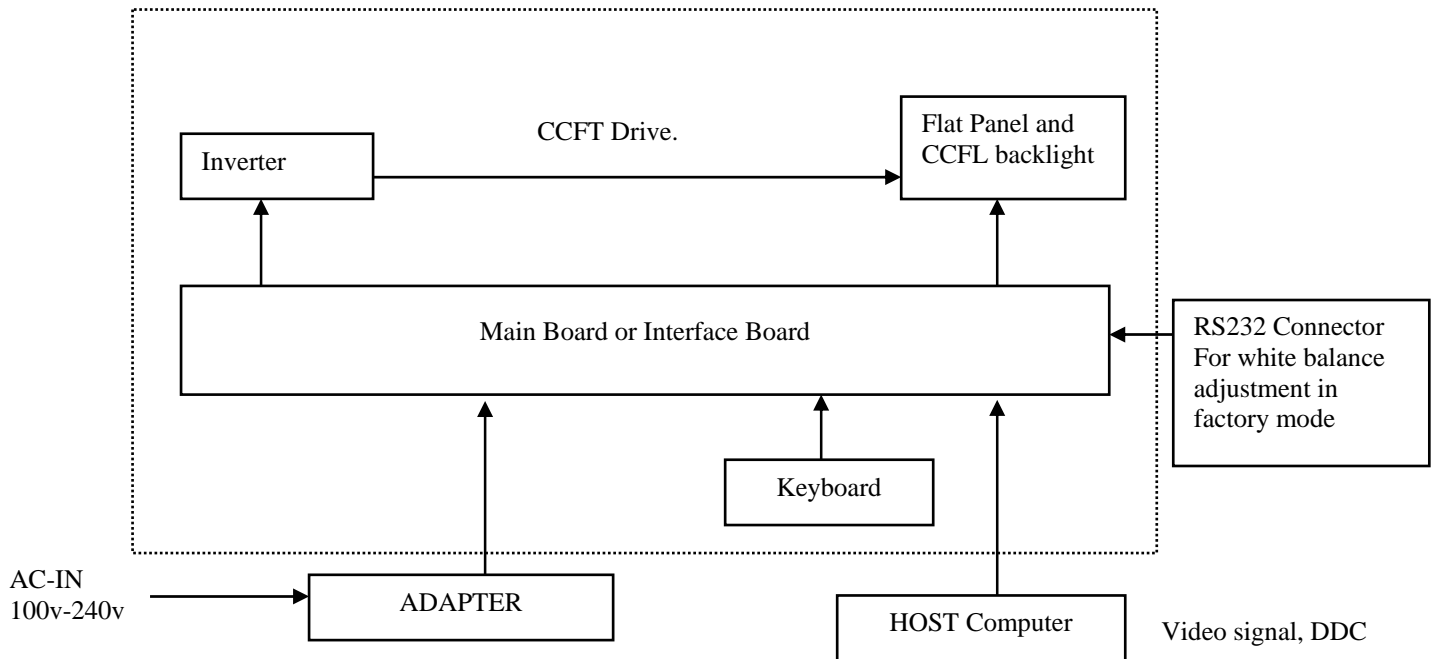 CCFT Drive.
Flat Panel and
CCFL backlight
Inverter
Main Board or Interface Board
RS232 Connector
For white balance
adjustment in
factory mode
Keyboard
AC-IN
100v-240v
ADAPTER
HOST Computer
Video signal, DDC